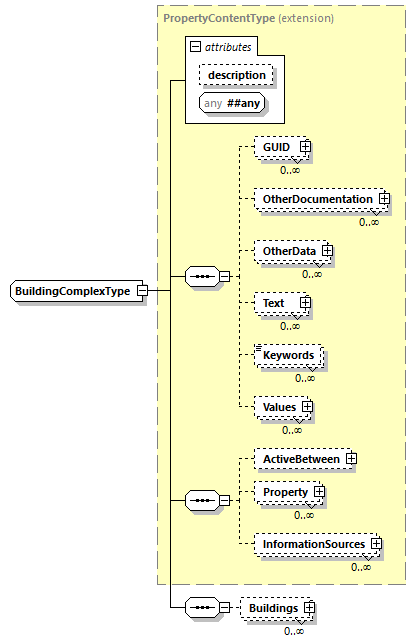 PropertyContentType (extension)
attributes
description
any ##any
GUID
0..∞
OtherDocumentation
0..∞
OtherData
0..∞
BuildingComplexType
Text
0..∞
Keywords
0..∞
Values
0..∞
ActiveBetween
Property
0..∞
InformationSources
0..∞
Buildings
0..∞